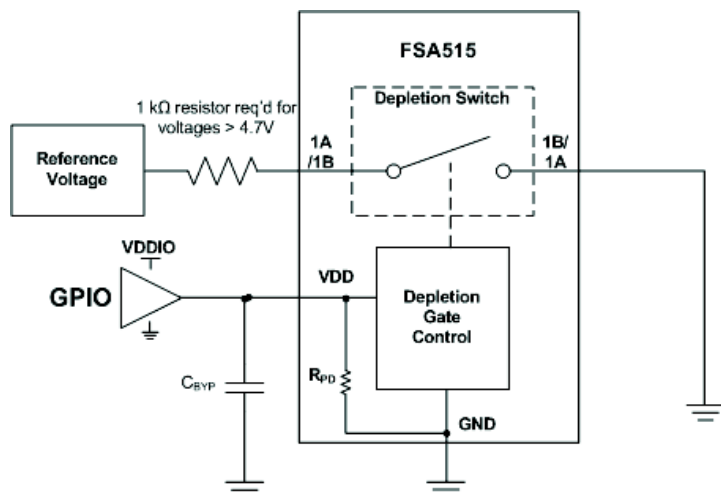 FSA515
1 kΩ resistor req'd for
voltages > 4.7V
Depletion Switch
Reference
Voltage
1A
/1B
1B/
1A
VDDIO
GPIO
VDD
Depletion
Gate
Control
CBYP
RPD
GND